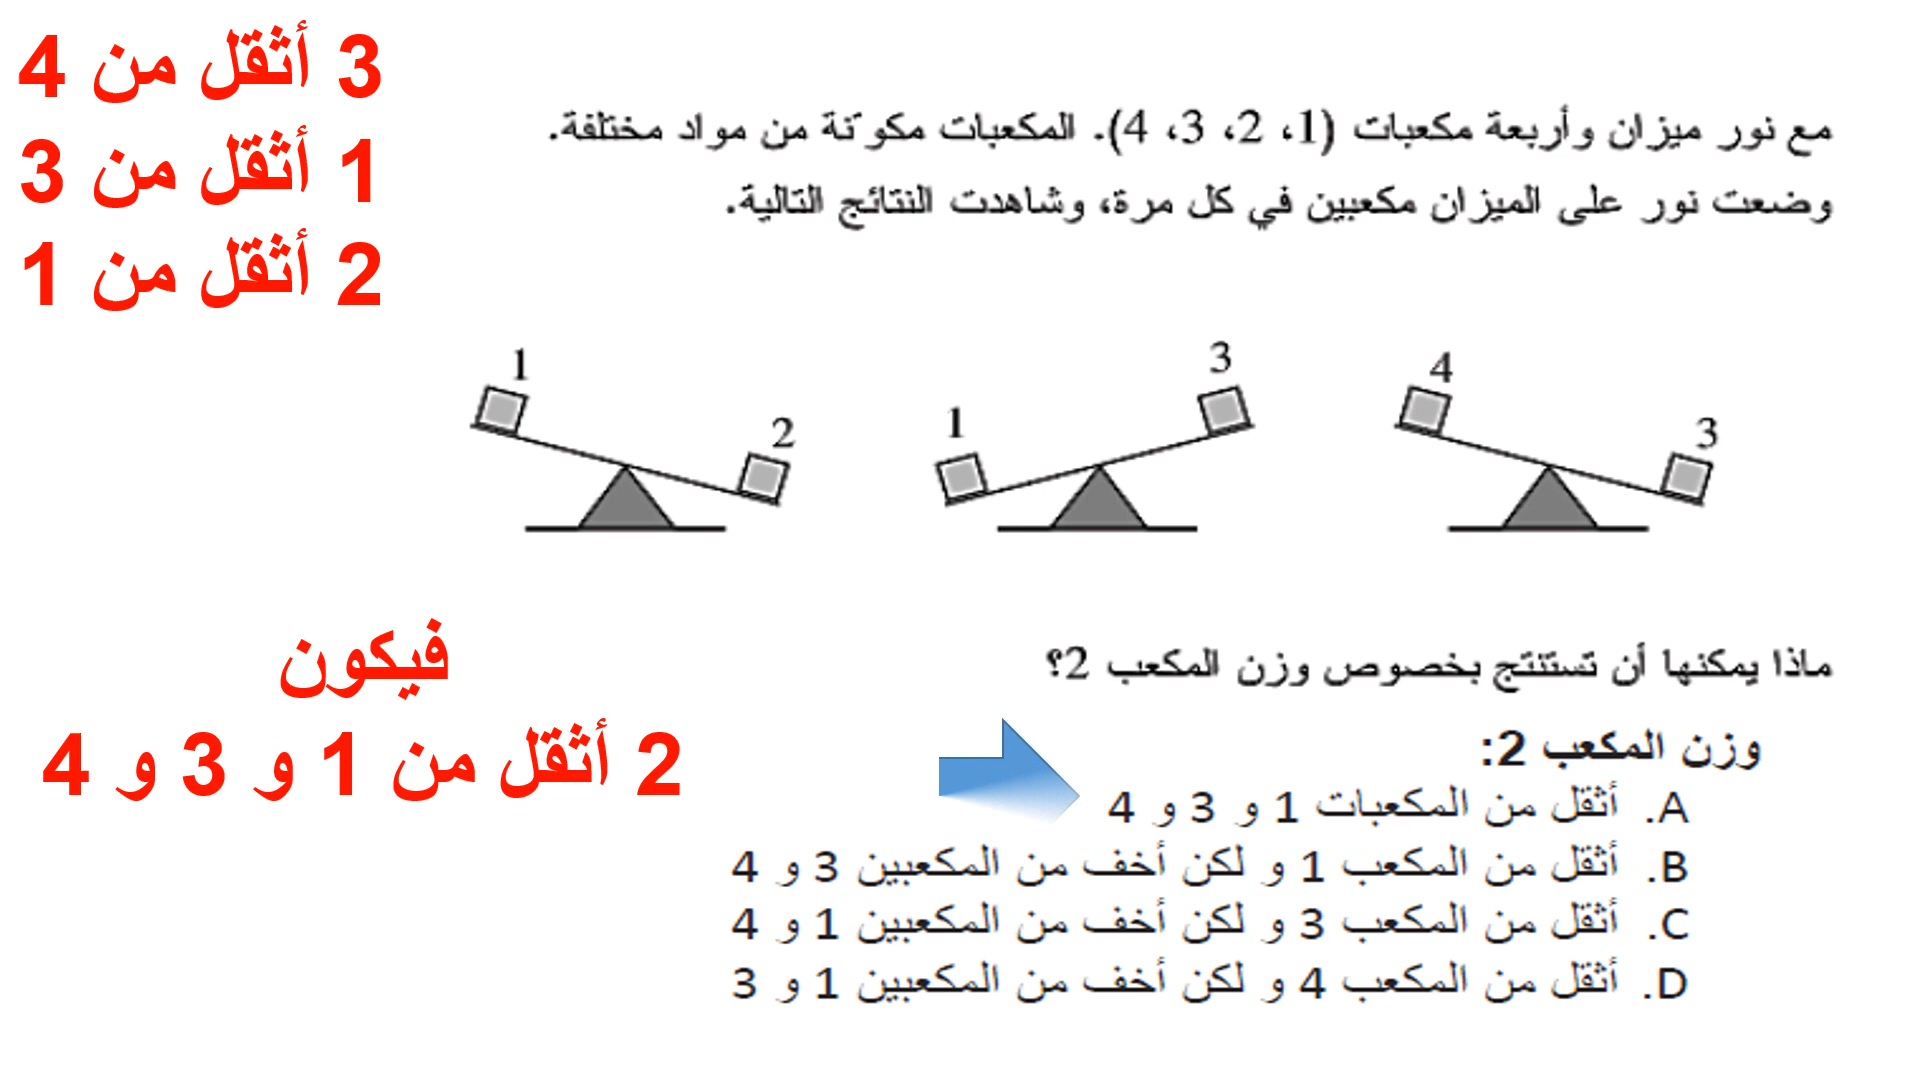 3 أثقل من 4
1 أثقل من 3
2 أثقل من 1
مع نور ميزان وأربعة مكعبات (1، 2، 3، 4). المكعبات مكوّنة من مواد مختلفة.
وضعت نور على الميزان مكعبين في كل مرة، وشاهدت النتائج التالية.
1 2
1 3
4 3
ماذا يمكنها أن تستنتج بخصوص وزن المكعب 2؟
فيكون
2 أثقل من 1 و 3 و 4
وزن المكعب 2:
A. أثقل من المكعبات 1 و 3 و 4
B. أثقل من المكعب 1 و لكن أخف من المكعبين 3 و 4
C. أثقل من المكعب 3 و لكن أخف من المكعبين 1 و 4
D. أثقل من المكعب 4 و لكن أخف من المكعبين 1 و 3